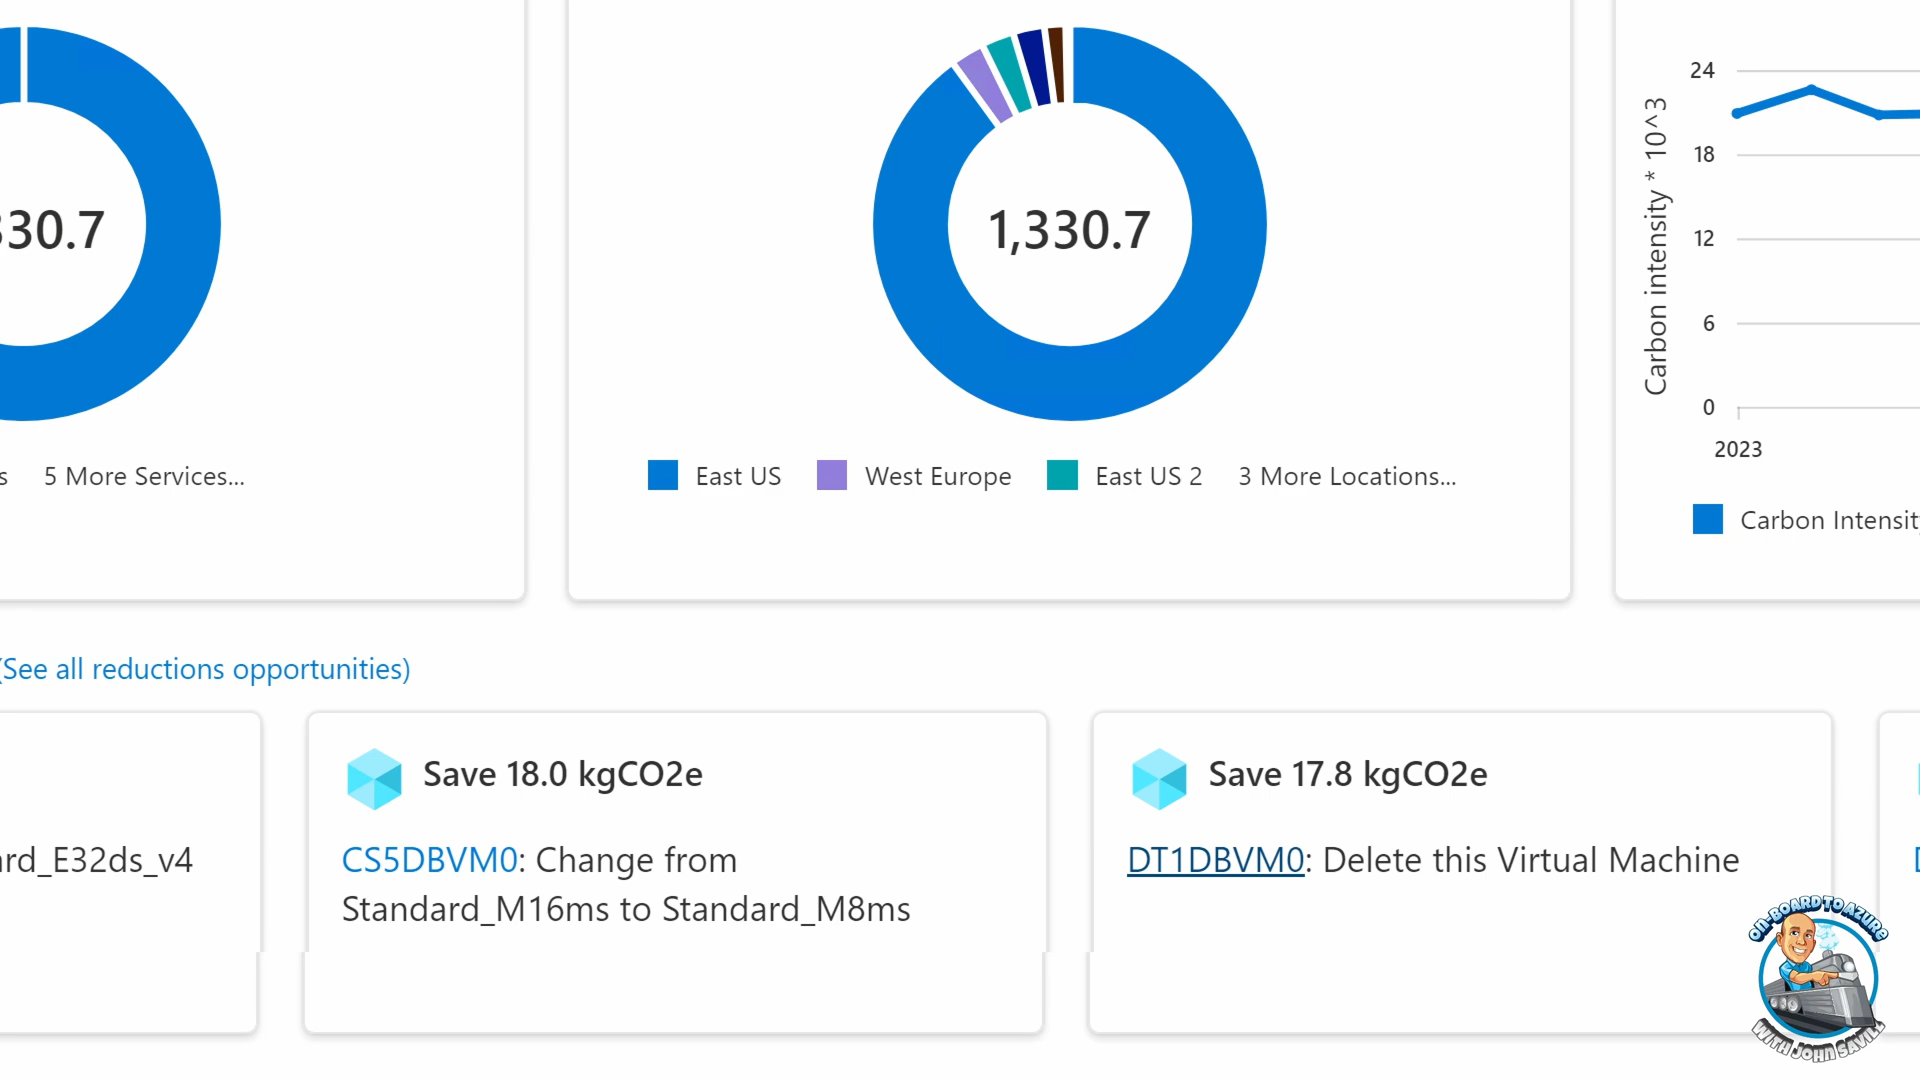 30.7
1,330.7
24
18
12
6
0
Carbon intensity * 10^3
2023
s 5 More Services...
East US West Europe East US 2 3 More Locations...
Carbon Intensity
(See all reductions opportunities)
Save 18.0 kgCO2e
Save 17.8 kgCO2e
rd_E32ds_v4
CS5DBVM0: Change from
Standard_M16ms to Standard_M8ms
DT1DBVM0: Delete this Virtual Machine
ON-BOARD TO AZURE
WITH JOHN SAVILL